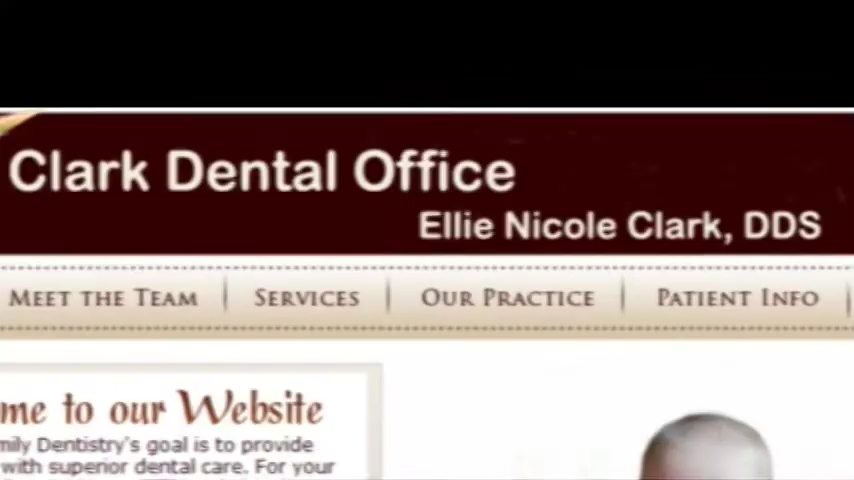 Clark Dental Office
Ellie Nicole Clark, DDS
MEET THE TEAM
SERVICES
OUR PRACTICE
PATIENT INFO
me to our Website
mily Dentistry's goal is to provide
with superior dental care. For your